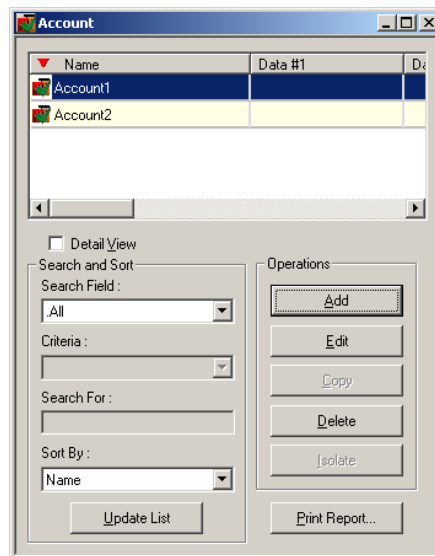 Account
Name Data #1 Da
Account1
Account2
Detail View
Search and Sort
Search Field :
.All
Criteria :
Search For :
Sort By :
Name
Update List
Operations
Add
Edit
Copy
Delete
Isolate
Print Report...